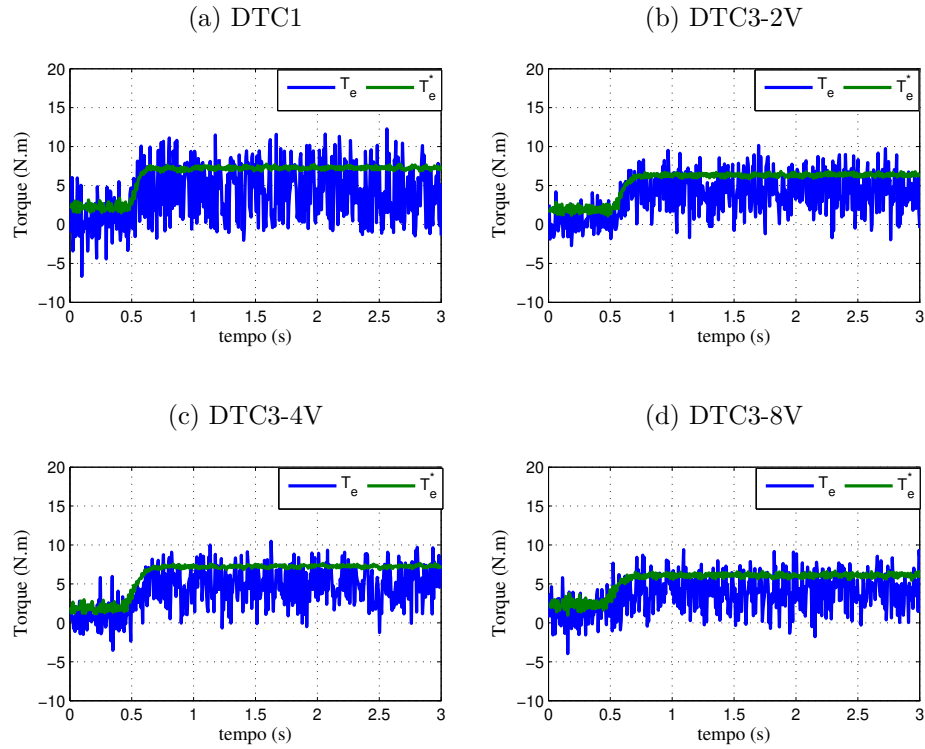 (a) DTC1
20
15
10
5
0
−5
−10
0
0.5
1
1.5
2
2.5
3
Torque (N.m)
tempo (s)
T_e
T_e^*
(b) DTC3-2V
20
15
10
5
0
−5
−10
0
0.5
1
1.5
2
2.5
3
Torque (N.m)
tempo (s)
T_e
T_e^*
(c) DTC3-4V
20
15
10
5
0
−5
−10
0
0.5
1
1.5
2
2.5
3
Torque (N.m)
tempo (s)
T_e
T_e^*
(d) DTC3-8V
20
15
10
5
0
−5
−10
0
0.5
1
1.5
2
2.5
3
Torque (N.m)
tempo (s)
T_e
T_e^*